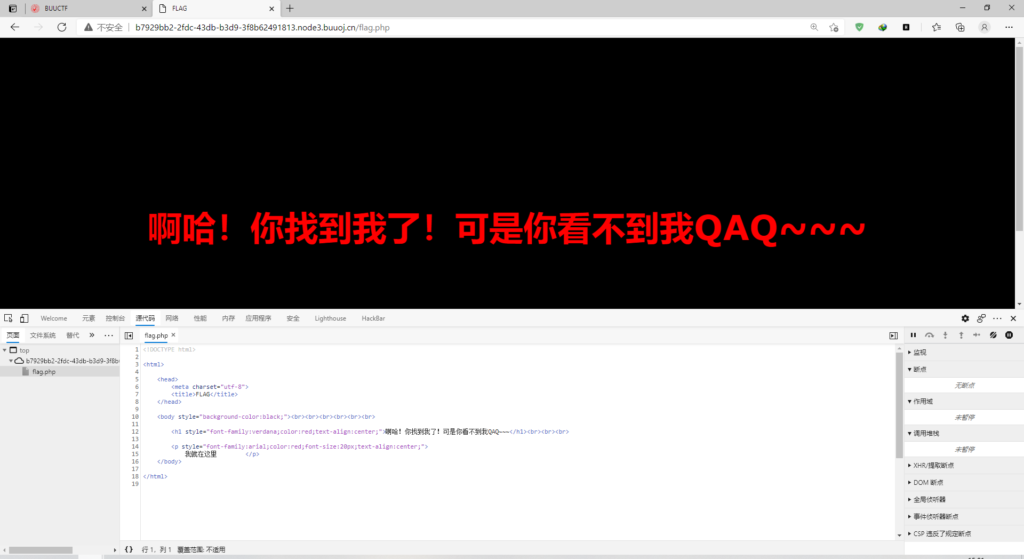 BUUCTF
FLAG
不安全 | b7929bb2-2fdc-43db-b3d9-3f8b62491813.node3.buuoj.cn/flag.php
啊哈！你找到我了！可是你看不到我QAQ~~~
Welcome 元素 控制台 源代码 网络 性能 内存 应用程序 安全 Lighthouse HackBar
页面 文件系统 替代 »
flag.php
top
b7929bb2-2fdc-43db-b3d9-3f8b6
flag.php
1 <!DOCTYPE html>
2
3 <html>
4
5 <head>
6 <meta charset="utf-8">
7 <title>FLAG</title>
8 </head>
9
10 <body style="background-color:black;"><br><br><br><br><br><br>
11
12 <h1 style="font-family:verdana;color:red;text-align:center;">啊哈！你找到我了！可是你看不到我QAQ~~~</h1><br><br><br>
13
14 <p style="font-family:arial;color:red;font-size:20px;text-align:center;">
15 我就在这里 </p>
16 </body>
17
18 </html>
19
监视
断点
无断点
作用域
未暂停
调用堆栈
未暂停
XHR/提取断点
DOM 断点
全局侦听器
事件侦听器断点
CSP 违反了规定断点
{} 行 1，列 1 覆盖范围: 不适用